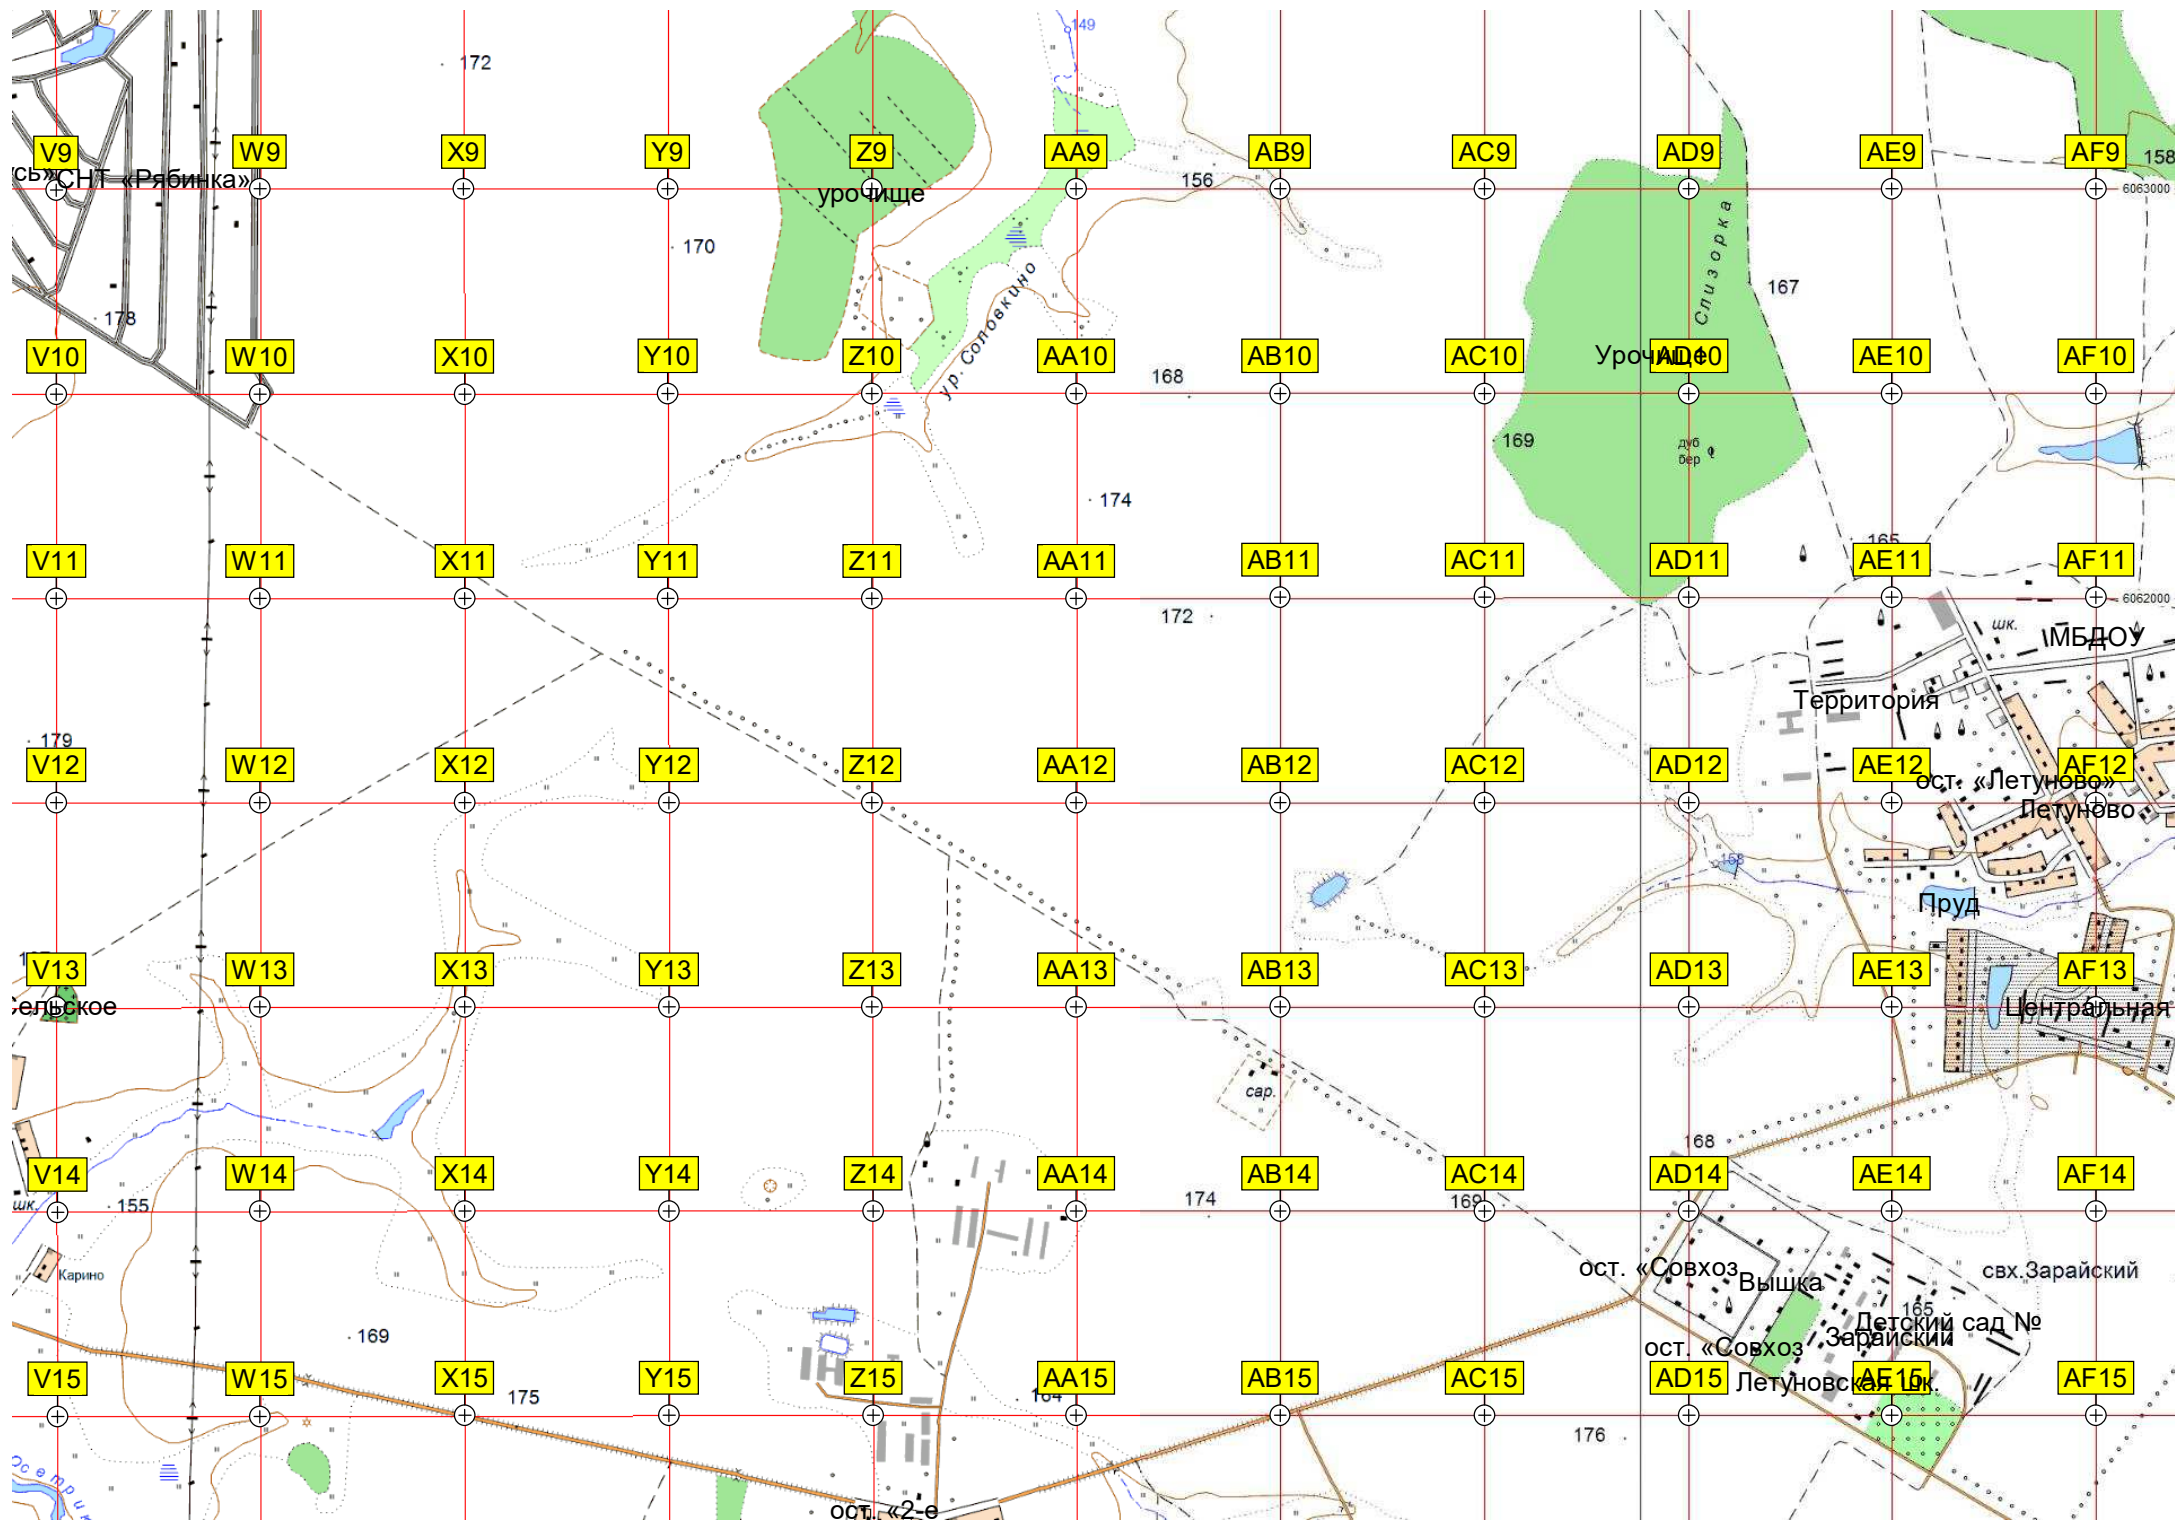 149
172
V9
W9
X9
Y9
Z9
AA9
AB9
AC9
AD9
AE9
AF9
158
сь»
СНТ «Рябинка»
урочище
156
6063000
Спизорка
170
ур. Соловкино
167
178
V10
W10
X10
Y10
Z10
AA10
AB10
AC10
Урочище
AD10
AE10
AF10
168
169
дуб
бер
174
165
V11
W11
X11
Y11
Z11
AA11
AB11
AC11
AD11
AE11
AF11
172
6062000
шк.
МБДОУ
Территория
179
V12
W12
X12
Y12
Z12
AA12
AB12
AC12
AD12
AE12
AF12
ост. «Летуново»
Летуново
158
Пруд
V13
W13
X13
Y13
Z13
AA13
AB13
AC13
AD13
AE13
AF13
сельское
Центральная
сар.
168
V14
W14
X14
Y14
Z14
AA14
AB14
AC14
AD14
AE14
AF14
шк.
155
174
169
Карино
ост. «Совхоз
Вышка
свх.Зарайский
165
Детский сад №
Зарайский
169
ост. «Совхоз
V15
W15
X15
175
Y15
Z15
164
AA15
AB15
AC15
AD15
Летуновская шк.
AE15
AF15
176
Осетрик
ост. «2-е